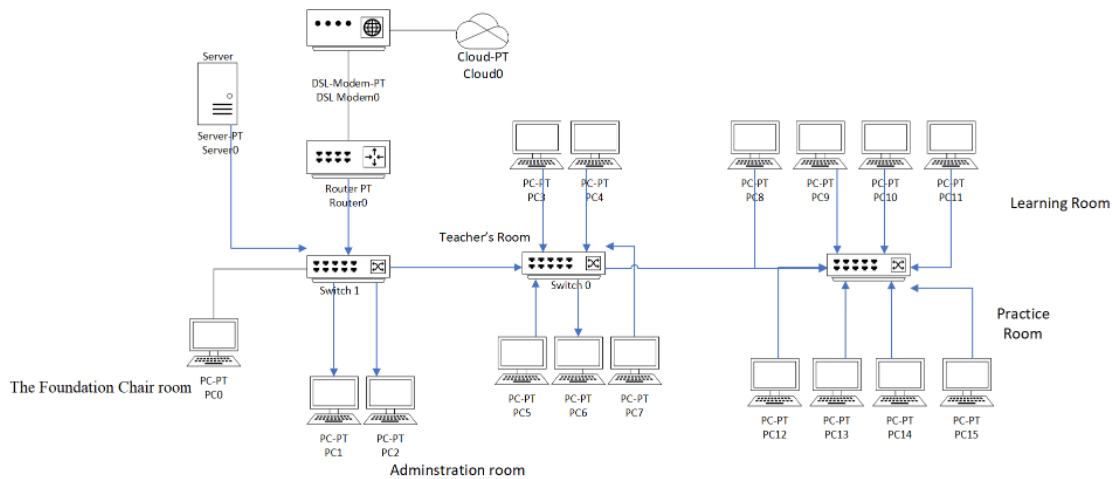 Cloud-PT
Cloud0
Server
DSL-Modem-PT
DSL Modem0
Server-PT
Server0
Router PT
Router0
PC-PT
PC3
PC-PT
PC4
PC-PT
PC8
PC-PT
PC9
PC-PT
PC10
PC-PT
PC11
Learning Room
Teacher's Room
Switch 1
Switch 0
Practice
Room
PC-PT
PC0
The Foundation Chair room
PC-PT
PC5
PC-PT
PC6
PC-PT
PC7
PC-PT
PC12
PC-PT
PC13
PC-PT
PC14
PC-PT
PC15
PC-PT
PC1
PC-PT
PC2
Adminstration room